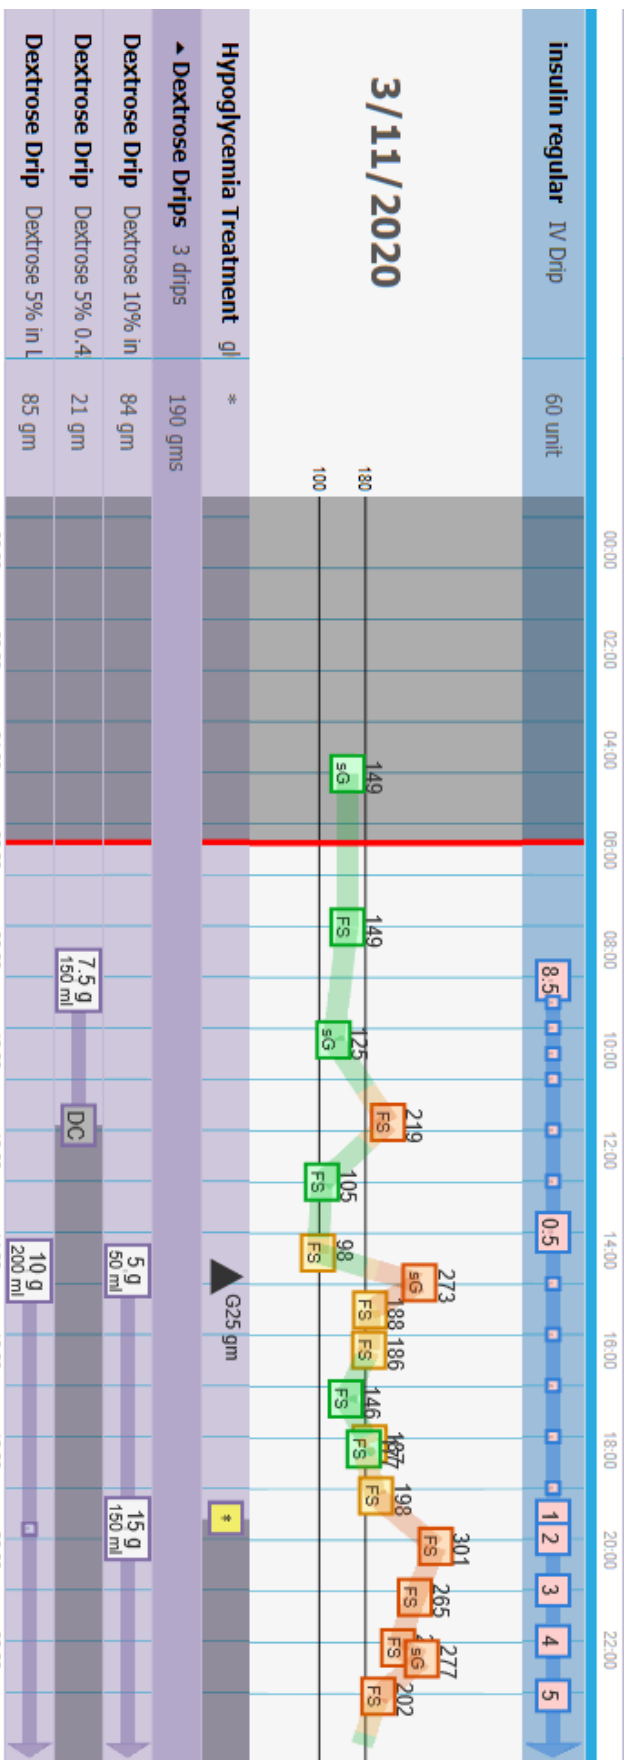 00:00
02:00
04:00
06:00
08:00
10:00
12:00
14:00
16:00
18:00
20:00
22:00
insulin regular IV Drip
60 unit
8.5
0.5
1
2
3
4
5
3/11/2020
180
100
149
sG
149
FS
125
sG
219
FS
105
FS
98
FS
273
sG
188
FS
186
FS
146
FS
FS
198
FS
301
FS
265
FS
FS
277
sG
202
FS
Hypoglycemia Treatment gl
*
G25 gm
*
Dextrose Drips 3 drips
190 gms
Dextrose Drip Dextrose 10% in
84 gm
5 g
50 ml
15 g
150 ml
Dextrose Drip Dextrose 5% 0.4
21 gm
7.5 g
150 ml
DC
Dextrose Drip Dextrose 5% in L
85 gm
10 g
200 ml